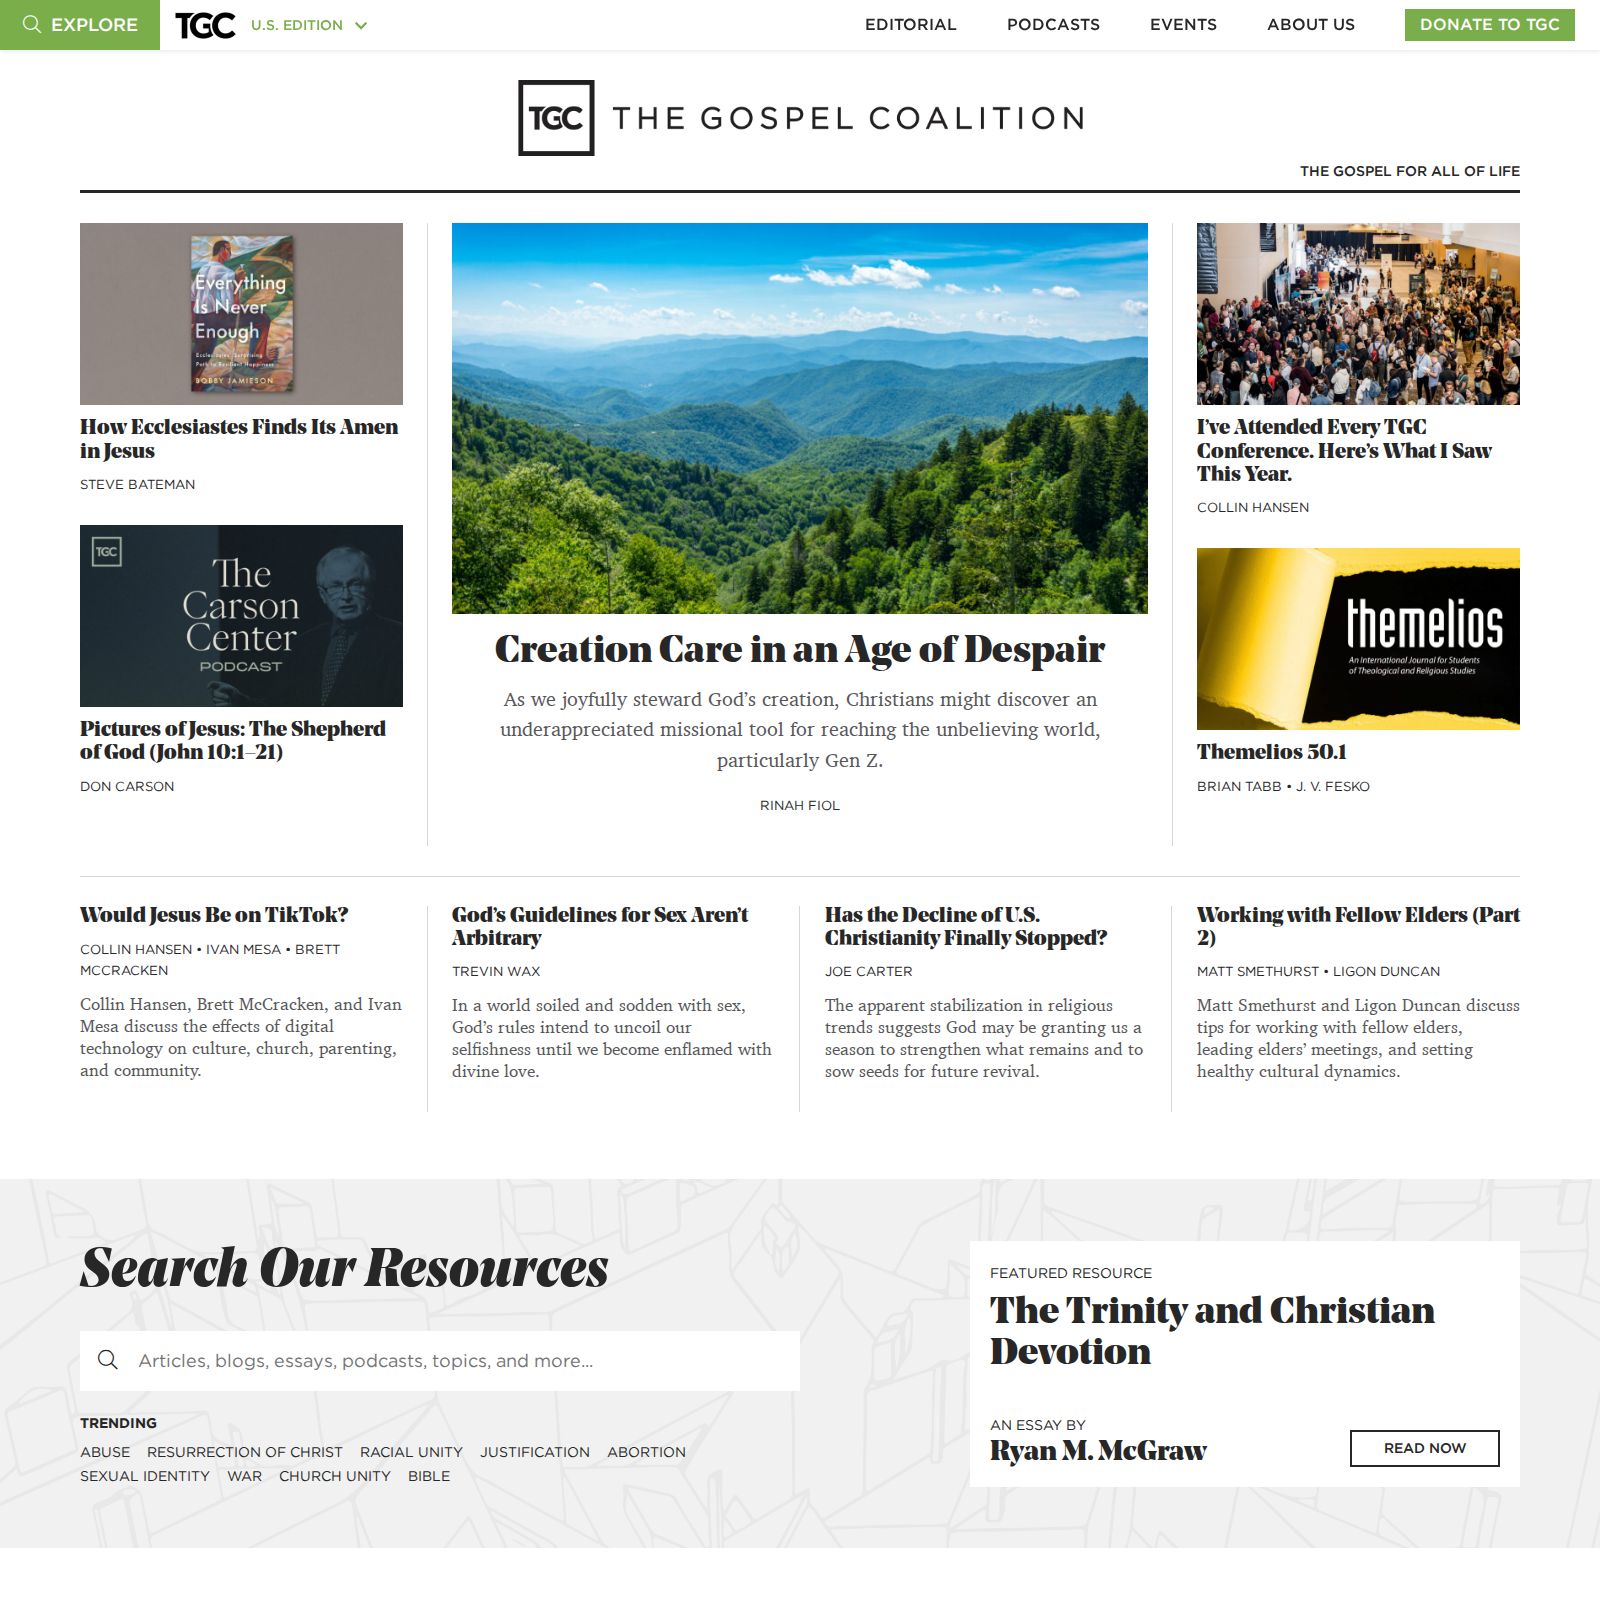 EXPLORE
TGC
U.S. EDITION
EDITORIAL
PODCASTS
EVENTS
ABOUT US
DONATE TO TGC
TGC
THE GOSPEL COALITION
THE GOSPEL FOR ALL OF LIFE
Everything
Is Never
Enough
Ecclesiastes' Surprising
Path to Resilient Happiness
BOBBY JAMIESON
How Ecclesiastes Finds Its Amen
in Jesus
STEVE BATEMAN
TGC
The
Carson
Center
PODCAST
Pictures of Jesus: The Shepherd
of God (John 10:1–21)
DON CARSON
Creation Care in an Age of Despair
As we joyfully steward God’s creation, Christians might discover an
underappreciated missional tool for reaching the unbelieving world,
particularly Gen Z.
RINAH FIOL
I’ve Attended Every TGC
Conference. Here’s What I Saw
This Year.
COLLIN HANSEN
themelios
An International Journal for Students
of Theological and Religious Studies
Themelios 50.1
BRIAN TABB • J. V. FESKO
Would Jesus Be on TikTok?
COLLIN HANSEN • IVAN MESA • BRETT
MCCRACKEN
Collin Hansen, Brett McCracken, and Ivan
Mesa discuss the effects of digital
technology on culture, church, parenting,
and community.
God’s Guidelines for Sex Aren’t
Arbitrary
TREVIN WAX
In a world soiled and sodden with sex,
God’s rules intend to uncoil our
selfishness until we become enflamed with
divine love.
Has the Decline of U.S.
Christianity Finally Stopped?
JOE CARTER
The apparent stabilization in religious
trends suggests God may be granting us a
season to strengthen what remains and to
sow seeds for future revival.
Working with Fellow Elders (Part
2)
MATT SMETHURST • LIGON DUNCAN
Matt Smethurst and Ligon Duncan discuss
tips for working with fellow elders,
leading elders’ meetings, and setting
healthy cultural dynamics.
Search Our Resources
Articles, blogs, essays, podcasts, topics, and more...
TRENDING
ABUSE RESURRECTION OF CHRIST RACIAL UNITY JUSTIFICATION ABORTION
SEXUAL IDENTITY WAR CHURCH UNITY BIBLE
FEATURED RESOURCE
The Trinity and Christian
Devotion
AN ESSAY BY
Ryan M. McGraw
READ NOW